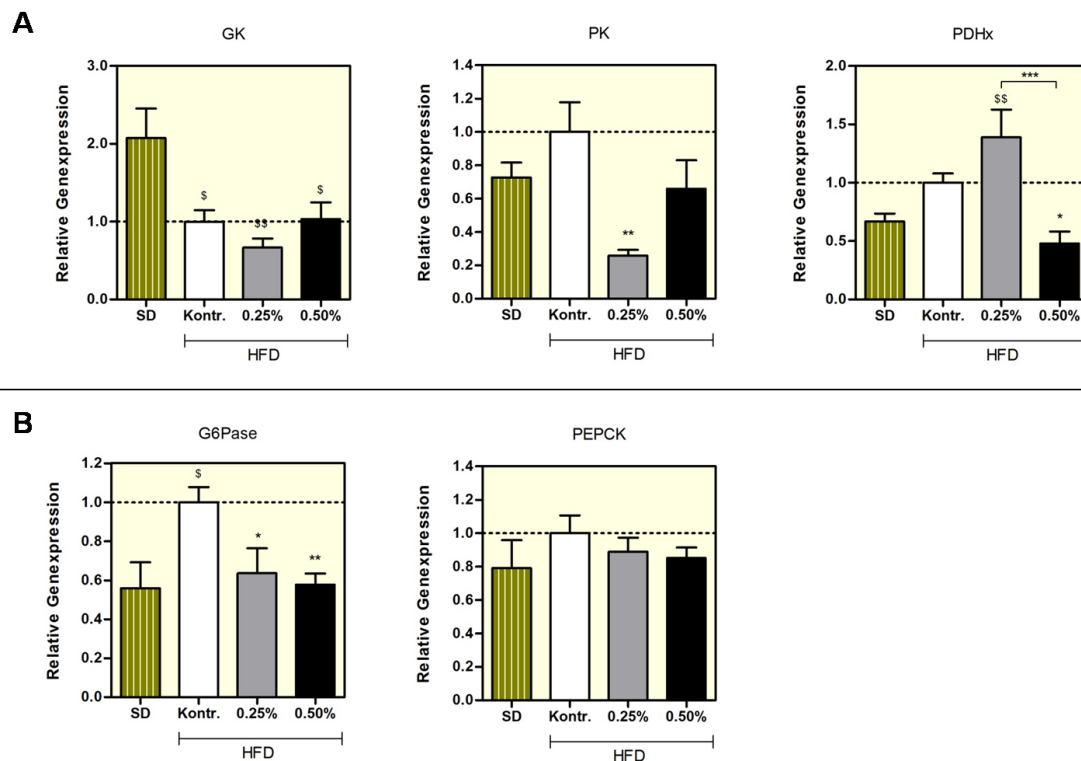 A
GK
Relative Genexpression
3.0
2.0
1.0
0.0
$
$$
$
SD Kontr. 0.25% 0.50%
HFD
PK
Relative Genexpression
1.4
1.2
1.0
0.8
0.6
0.4
0.2
0.0
**
SD Kontr. 0.25% 0.50%
HFD
PDHx
Relative Genexpression
2.0
1.5
1.0
0.5
0.0
***
$$
*
SD Kontr. 0.25% 0.50%
HFD
B
G6Pase
Relative Genexpression
1.2
1.0
0.8
0.6
0.4
0.2
0.0
$
*
**
SD Kontr. 0.25% 0.50%
HFD
PEPCK
Relative Genexpression
1.4
1.2
1.0
0.8
0.6
0.4
0.2
0.0
SD Kontr. 0.25% 0.50%
HFD